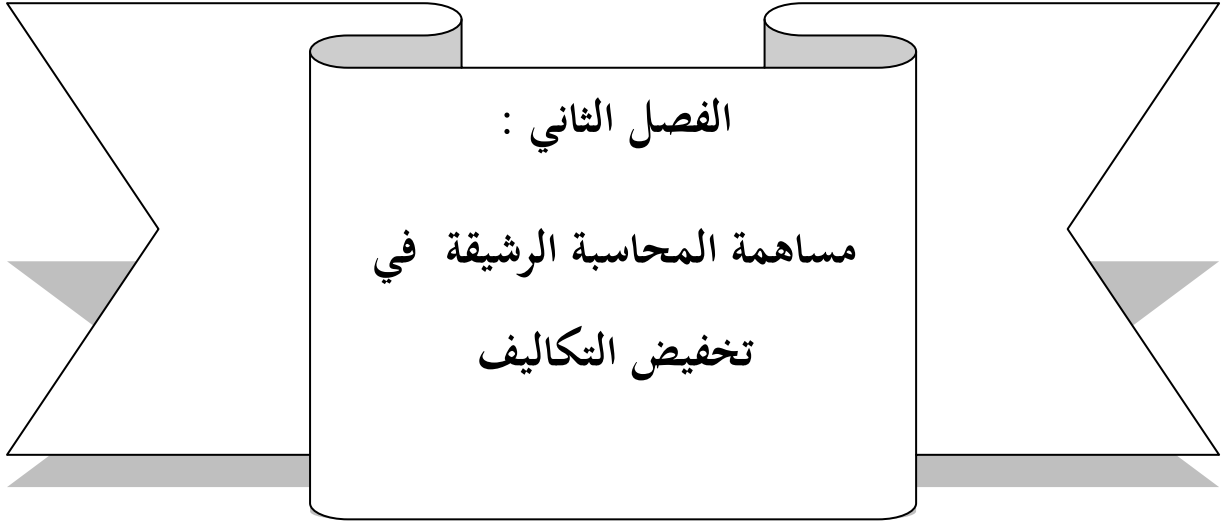 الفصل الثاني :
مساهمة المحاسبة الرشيقة في
تخفيض التكاليف